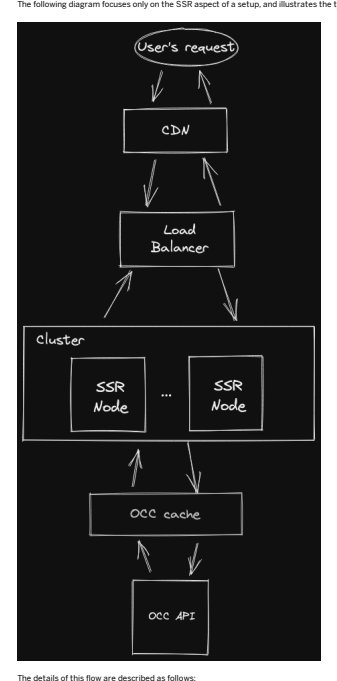 The following diagram focuses only on the SSR aspect of a setup, and illustrates the t
User's request
CDN
Load
Balancer
Cluster
SSR
Node
...
SSR
Node
OCC cache
OCC API
The details of this flow are described as follows: